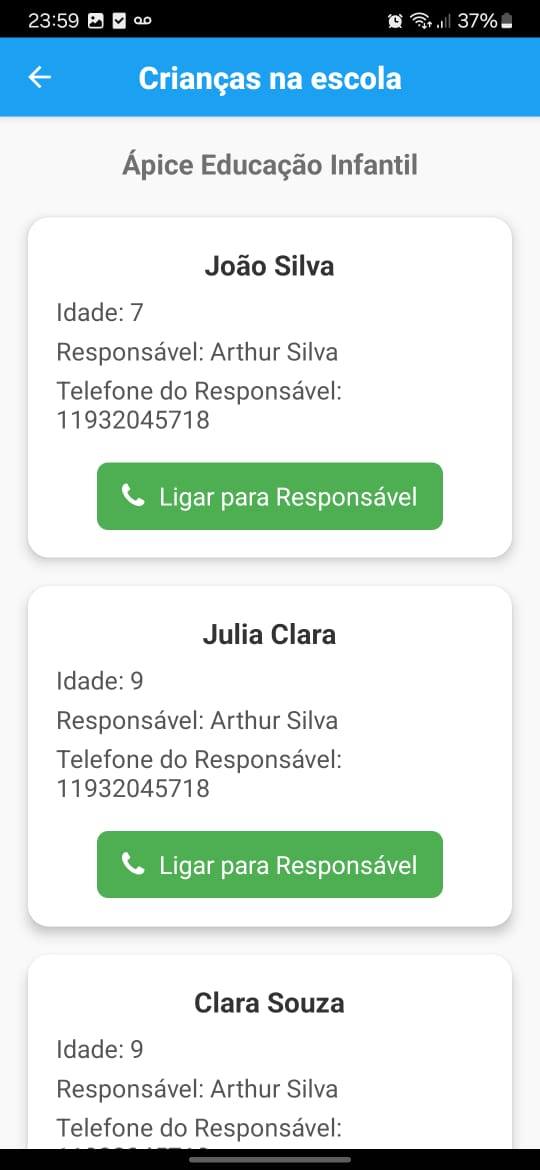 23:59
37%
Crianças na escola
Ápice Educação Infantil
João Silva
Idade: 7
Responsável: Arthur Silva
Telefone do Responsável:
11932045718
Ligar para Responsável
Julia Clara
Idade: 9
Responsável: Arthur Silva
Telefone do Responsável:
11932045718
Ligar para Responsável
Clara Souza
Idade: 9
Responsável: Arthur Silva
Telefone do Responsável: